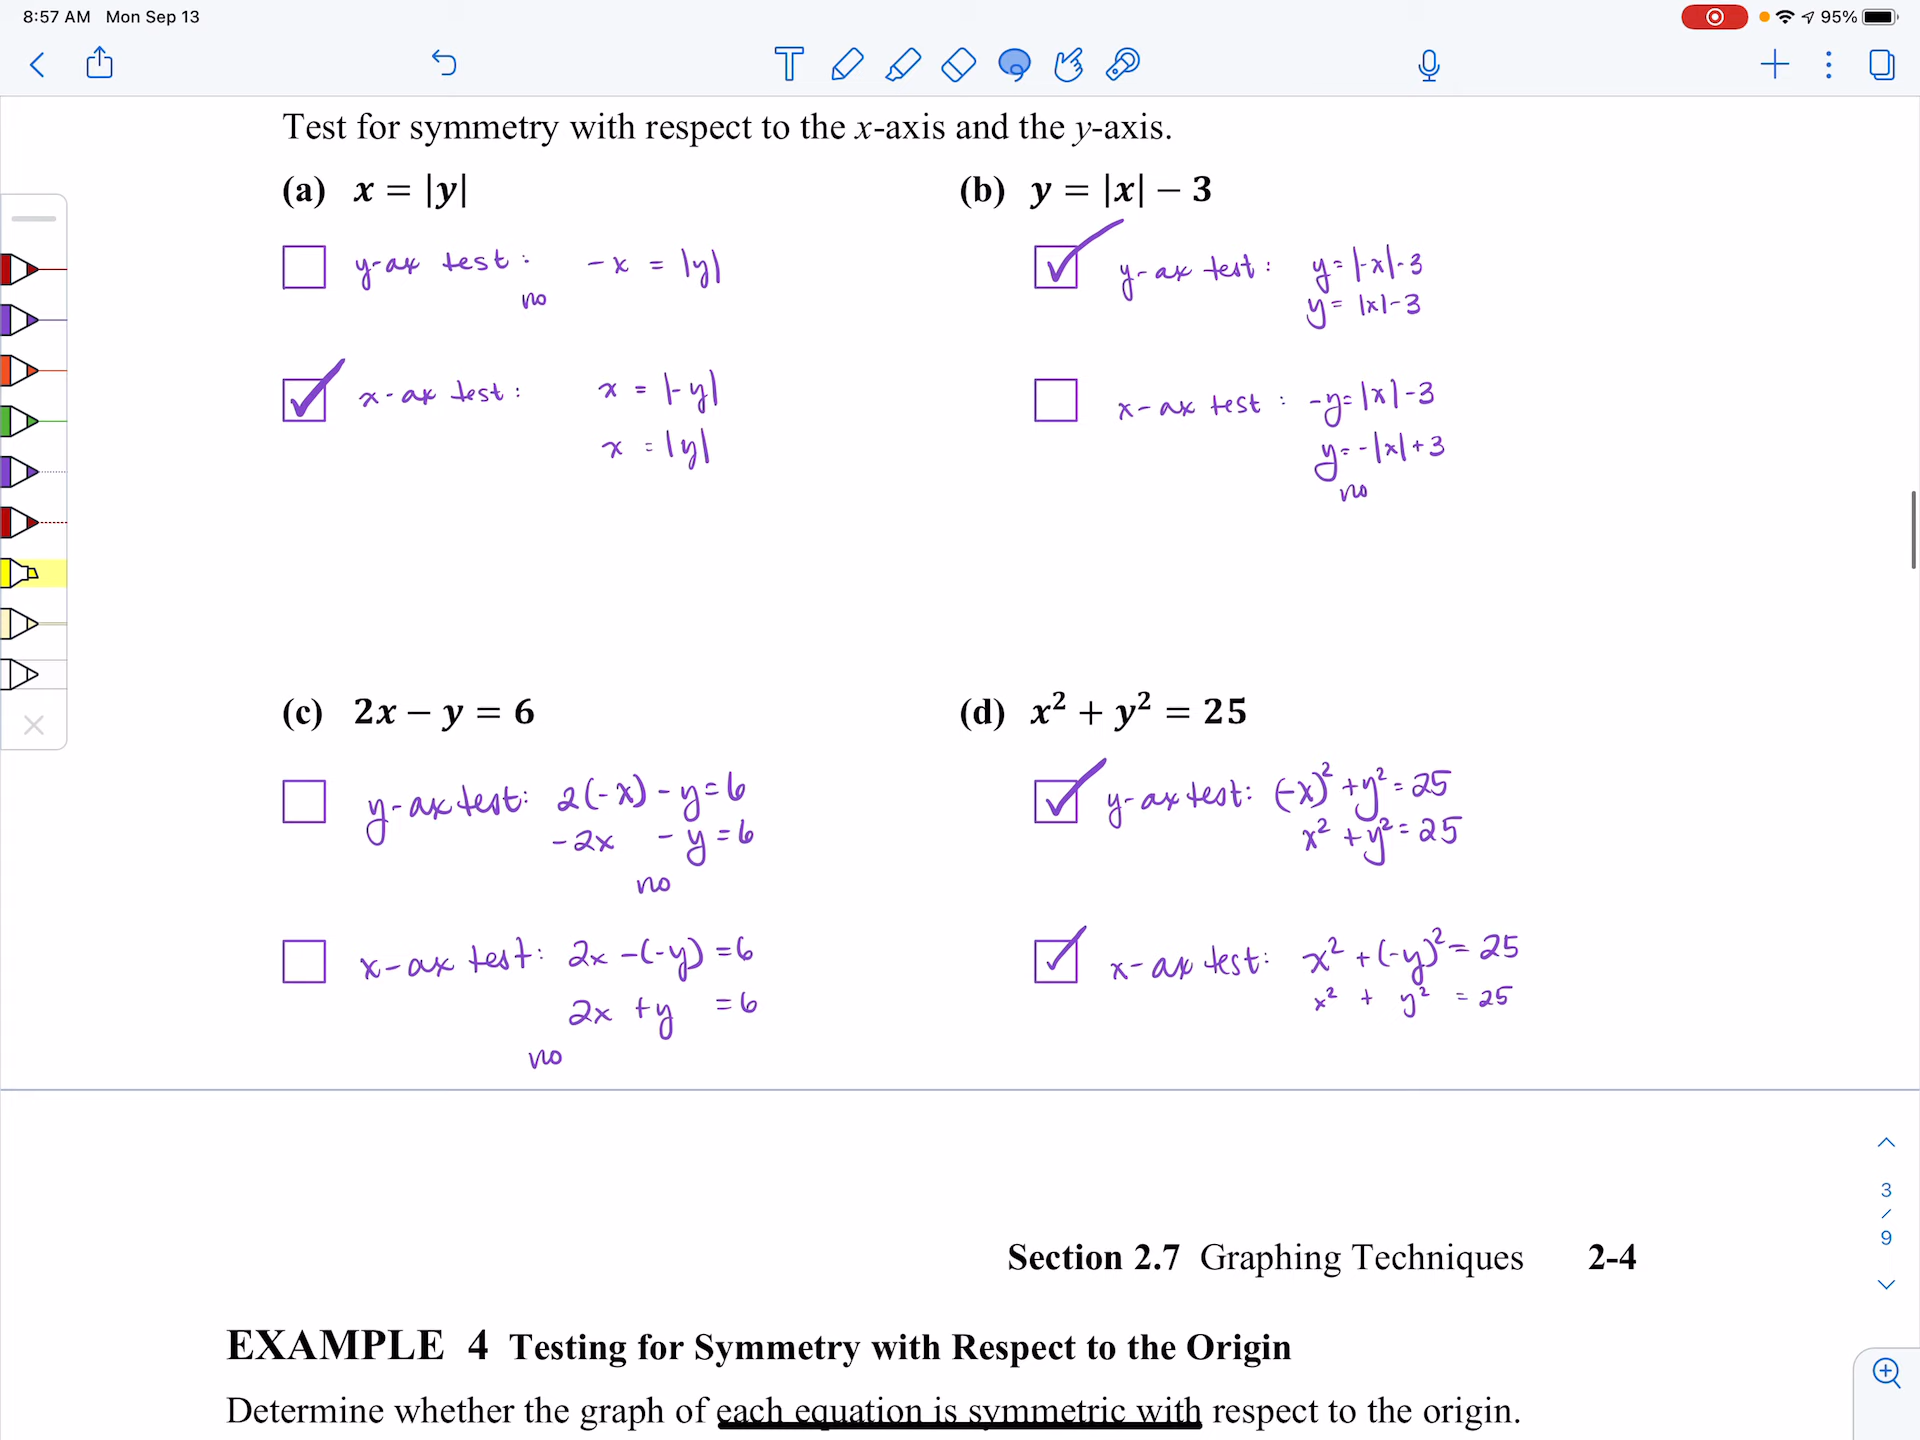 8:57 AM Mon Sep 13
95%
Test for symmetry with respect to the x-axis and the y-axis.
(a) x = |y|
y-ax test: -x = |y|
no
x-ax test: x = |-y|
x = |y|
(b) y = |x| − 3
y-ax test: y = |-x|-3
y = |x|-3
x-ax test: -y = |x|-3
y = -|x|+3
no
(c) 2x − y = 6
y-ax test: 2(-x) - y = 6
-2x - y = 6
no
x-ax test: 2x -(-y) = 6
2x + y = 6
no
(d) x² + y² = 25
y-ax test: (-x)² + y² = 25
x² + y² = 25
x-ax test: x² + (-y)² = 25
x² + y² = 25
3
/
9
Section 2.7 Graphing Techniques 2-4
EXAMPLE 4 Testing for Symmetry with Respect to the Origin
Determine whether the graph of each equation is symmetric with respect to the origin.